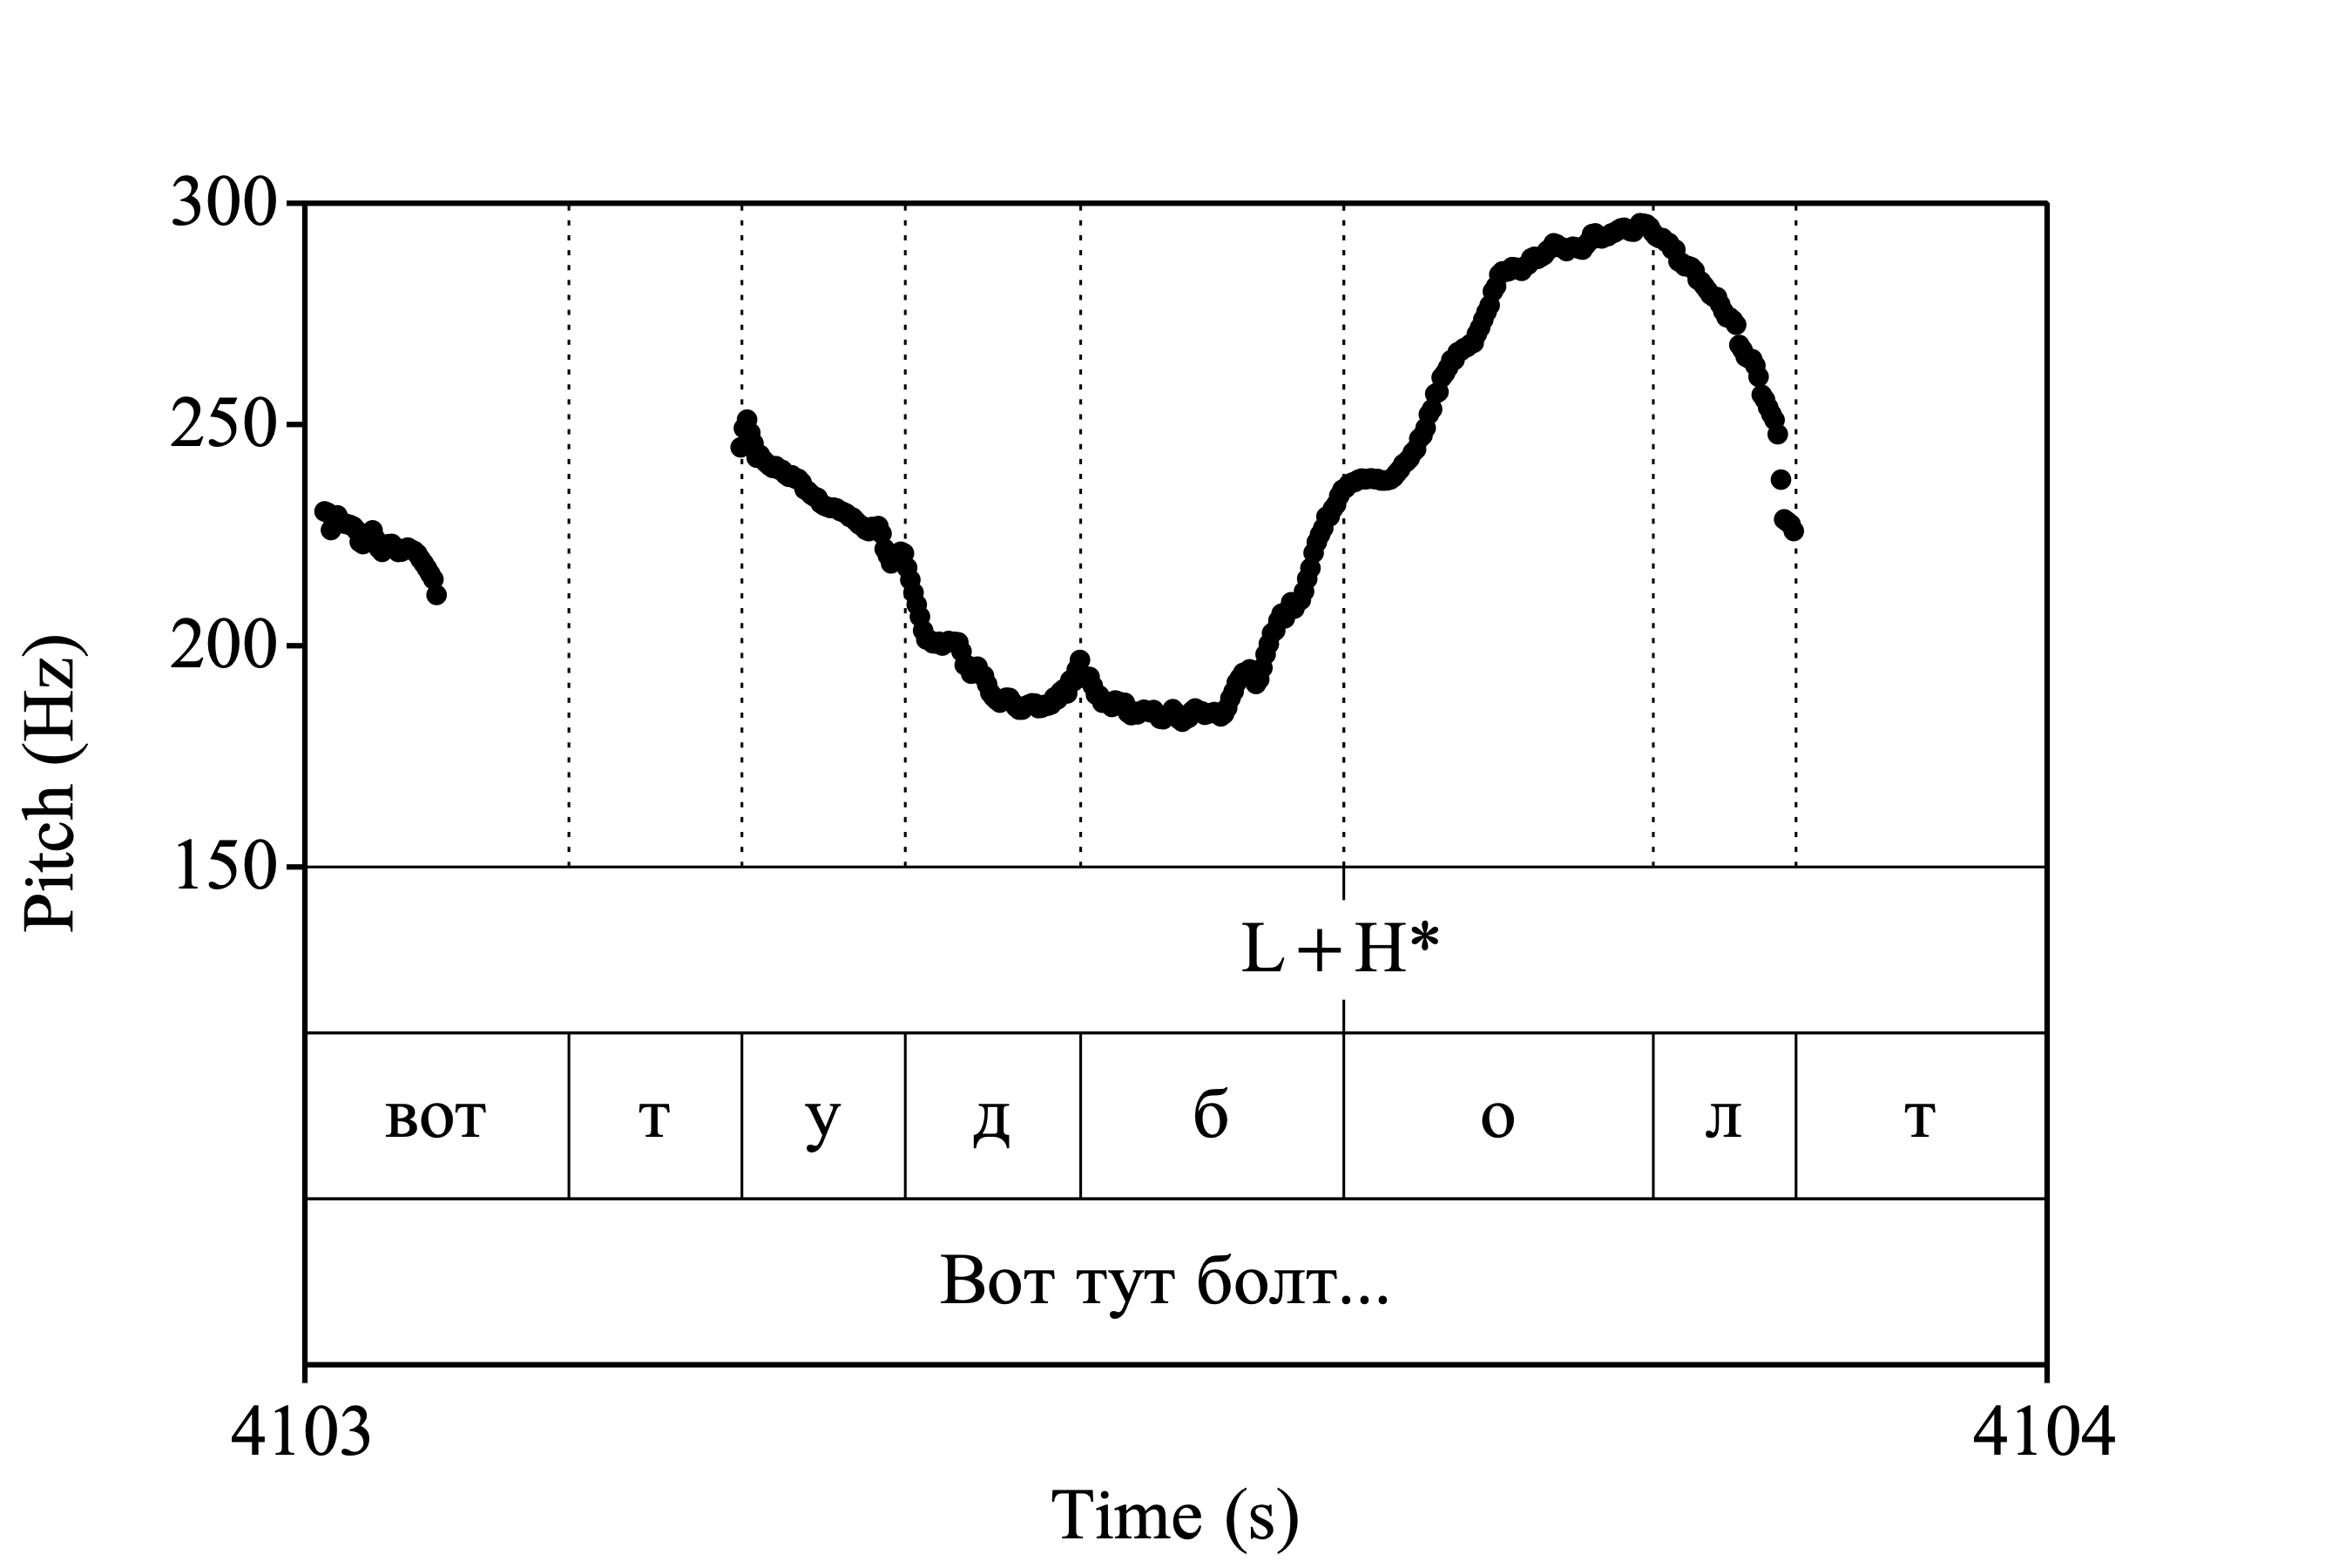 300
250
200
150
Pitch (Hz)
L+H*
вот т у д б о л т
Вот тут болт...
4103 4104
Time (s)